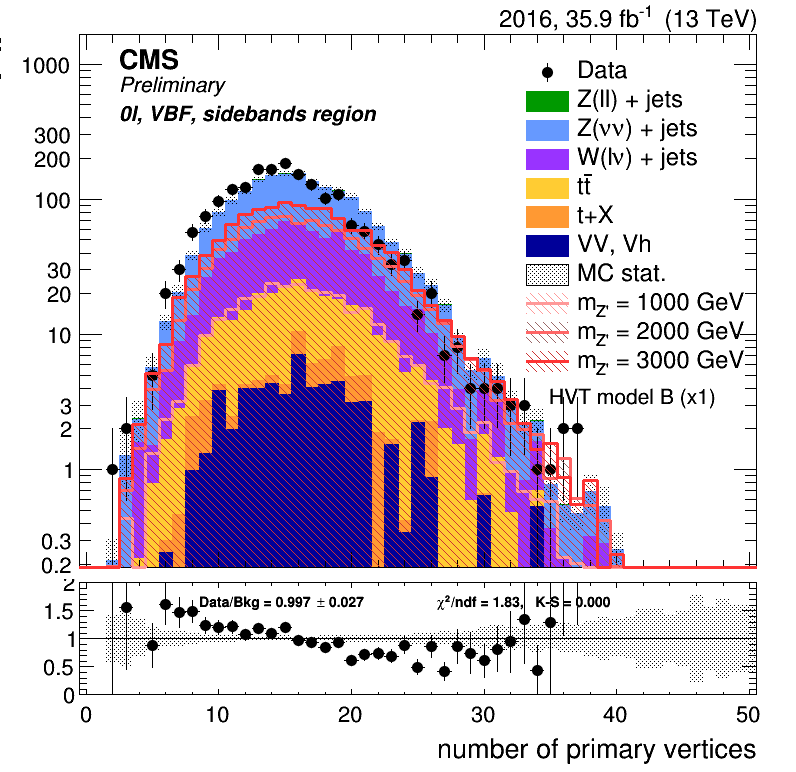 2016, 35.9 fb⁻¹ (13 TeV)
CMS
Preliminary
0l, VBF, sidebands region
Data
Z(ll) + jets
Z(νν) + jets
W(lν) + jets
tt̄
t+X
VV, Vh
MC stat.
m_Z' = 1000 GeV
m_Z' = 2000 GeV
m_Z' = 3000 GeV
HVT model B (x1)
1000
300
200
100
30
20
10
3
2
1
0.3
0.2
Data/Bkg = 0.997 ± 0.027 χ²/ndf = 1.83, K-S = 0.000
2
1.5
1
0.5
0
0 10 20 30 40 50
number of primary vertices